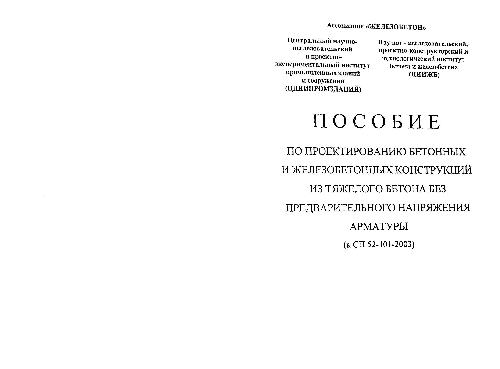 Ассоциация «ЖЕЛЕЗОБЕТОН»
Центральный научно-
исследовательский
и проектно-
экспериментальный институт
промышленных зданий
и сооружений
(ЦНИИПРОМЗДАНИЙ)
Научно-исследовательский,
проектно-конструкторский и
технологический институт
бетона и железобетона
(НИИЖБ)
ПОСОБИЕ
ПО ПРОЕКТИРОВАНИЮ БЕТОННЫХ
И ЖЕЛЕЗОБЕТОННЫХ КОНСТРУКЦИЙ
ИЗ ТЯЖЕЛОГО БЕТОНА БЕЗ
ПРЕДВАРИТЕЛЬНОГО НАПРЯЖЕНИЯ
АРМАТУРЫ
(к СП 52-101-2003)